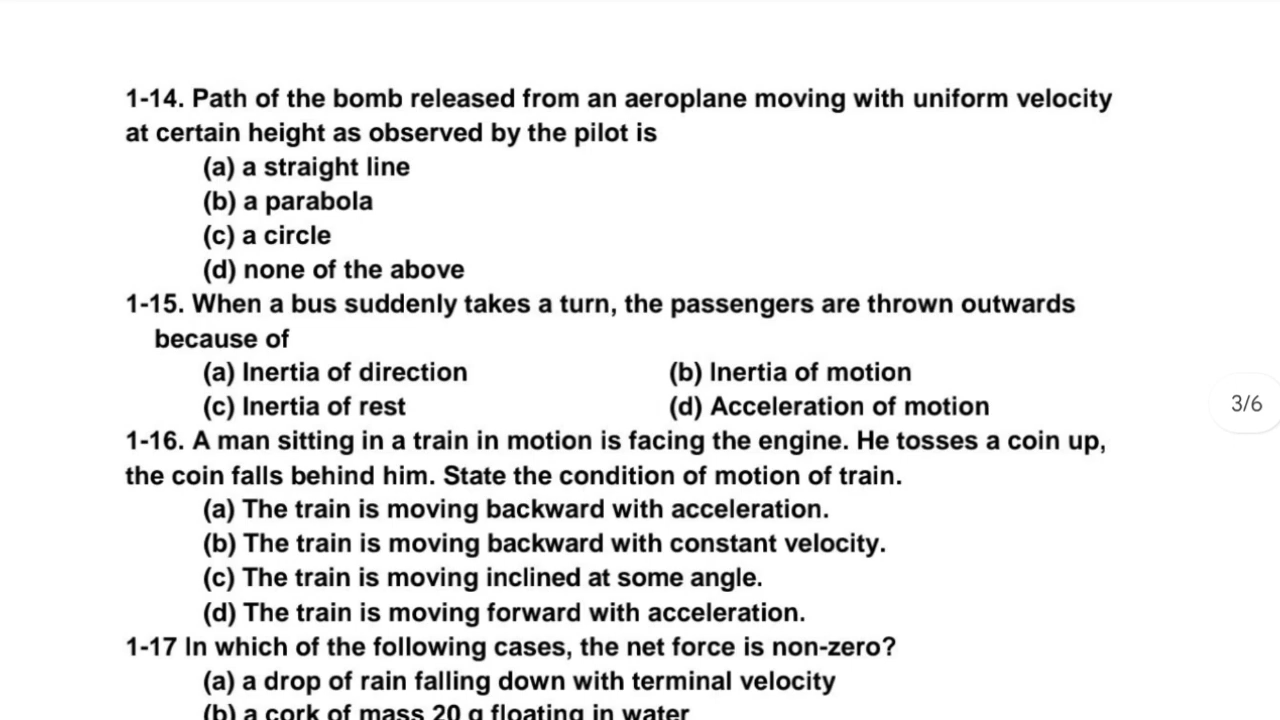 1-14. Path of the bomb released from an aeroplane moving with uniform velocity
at certain height as observed by the pilot is
(a) a straight line
(b) a parabola
(c) a circle
(d) none of the above
1-15. When a bus suddenly takes a turn, the passengers are thrown outwards
because of
(a) Inertia of direction (b) Inertia of motion
(c) Inertia of rest (d) Acceleration of motion
3/6
1-16. A man sitting in a train in motion is facing the engine. He tosses a coin up,
the coin falls behind him. State the condition of motion of train.
(a) The train is moving backward with acceleration.
(b) The train is moving backward with constant velocity.
(c) The train is moving inclined at some angle.
(d) The train is moving forward with acceleration.
1-17 In which of the following cases, the net force is non-zero?
(a) a drop of rain falling down with terminal velocity
(b) a cork of mass 20 g floating in water